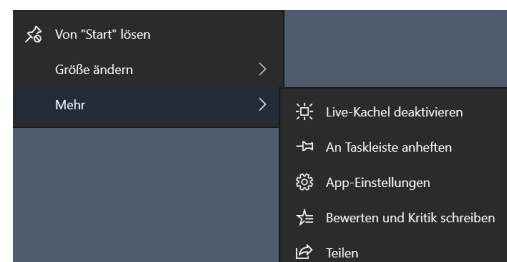 Von "Start" lösen
Größe ändern
Mehr
Live-Kachel deaktivieren
An Taskleiste anheften
App-Einstellungen
Bewerten und Kritik schreiben
Teilen